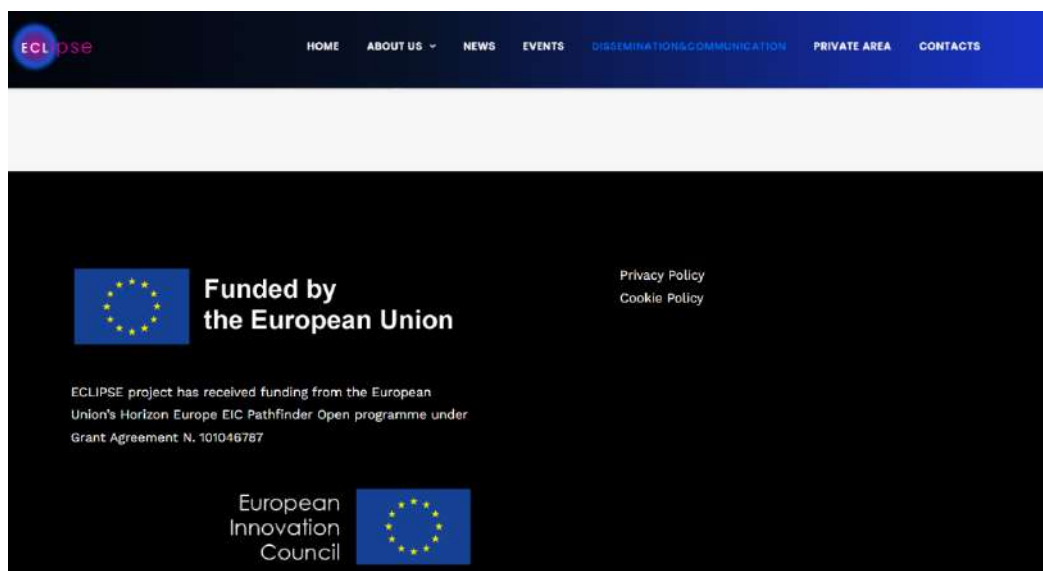 ECLIPSE
HOME ABOUT US NEWS EVENTS DISSEMINATION&COMMUNICATION PRIVATE AREA CONTACTS
Funded by
the European Union
Privacy Policy
Cookie Policy
ECLIPSE project has received funding from the European
Union's Horizon Europe EIC Pathfinder Open programme under
Grant Agreement N. 101046787
European
Innovation
Council